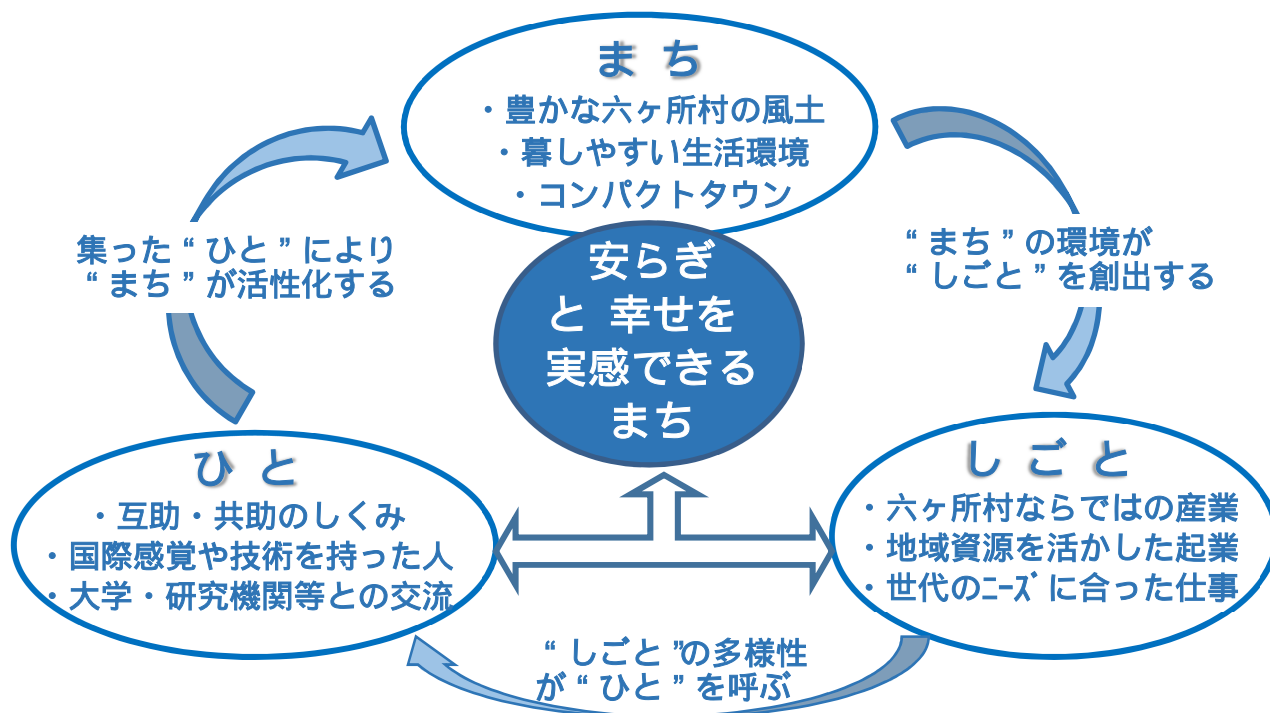 まち
・豊かな六ヶ所村の風土
・暮しやすい生活環境
・コンパクトタウン
集った“ひと”により
“まち”が活性化する
“まち”の環境が
“しごと”を創出する
安らぎ
と 幸せを
実感できる
まち
ひと
・互助・共助のしくみ
・国際感覚や技術を持った人
・大学・研究機関等との交流
しごと
・六ヶ所村ならではの産業
・地域資源を活かした起業
・世代のﾆｰｽﾞに合った仕事
“しごと”の多様性
が“ひと”を呼ぶ